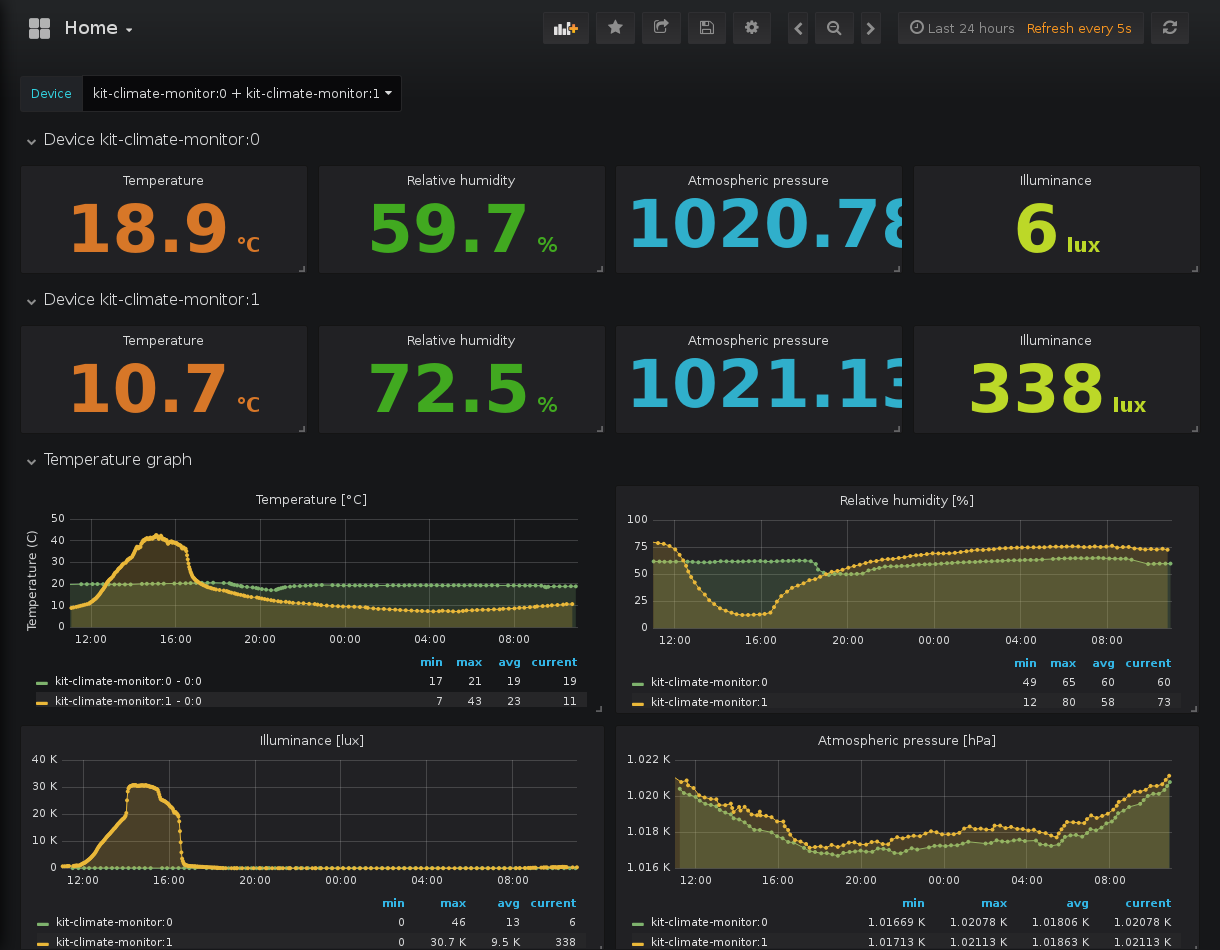 Home
Last 24 hours Refresh every 5s
Device kit-climate-monitor:0 + kit-climate-monitor:1
Device kit-climate-monitor:0
Temperature Relative humidity Atmospheric pressure Illuminance
18.9 °C 59.7 % 1020.78 6 lux
Device kit-climate-monitor:1
Temperature Relative humidity Atmospheric pressure Illuminance
10.7 °C 72.5 % 1021.13 338 lux
Temperature graph
Temperature [°C]
Temperature (C)
50
40
30
20
10
0
12:00 16:00 20:00 00:00 04:00 08:00
min max avg current
kit-climate-monitor:0 - 0:0 17 21 19 19
kit-climate-monitor:1 - 0:0 7 43 23 11
Relative humidity [%]
100
75
50
25
0
12:00 16:00 20:00 00:00 04:00 08:00
min max avg current
kit-climate-monitor:0 49 65 60 60
kit-climate-monitor:1 12 80 58 73
Illuminance [lux]
40 K
30 K
20 K
10 K
0
12:00 16:00 20:00 00:00 04:00 08:00
min max avg current
kit-climate-monitor:0 0 46 13 6
kit-climate-monitor:1 0 30.7 K 9.5 K 338
Atmospheric pressure [hPa]
1.022 K
1.020 K
1.018 K
1.016 K
12:00 16:00 20:00 00:00 04:00 08:00
min max avg current
kit-climate-monitor:0 1.01669 K 1.02078 K 1.01806 K 1.02078 K
kit-climate-monitor:1 1.01713 K 1.02113 K 1.01863 K 1.02113 K